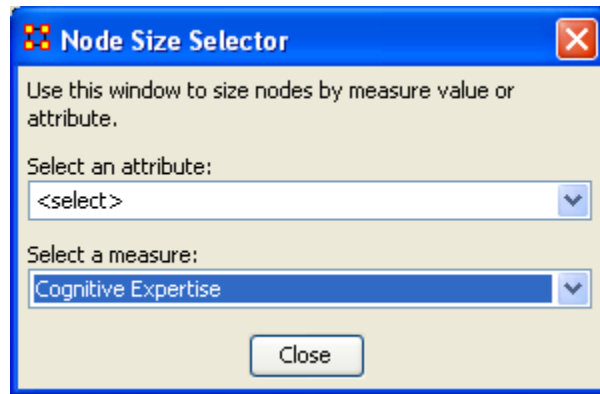 Node Size Selector
Use this window to size nodes by measure value or
attribute.
Select an attribute:
<select>
Select a measure:
Cognitive Expertise
Close